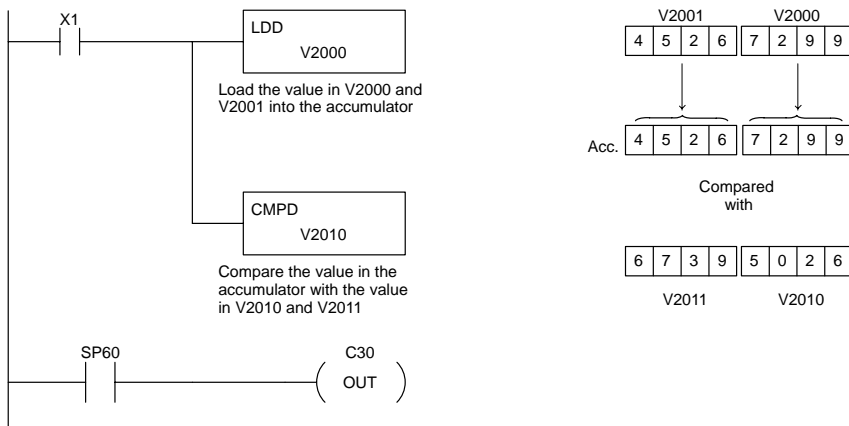 X1
LDD
V2000
Load the value in V2000 and
V2001 into the accumulator
CMPD
V2010
Compare the value in the
accumulator with the value
in V2010 and V2011
SP60
C30
OUT
V2001 V2000
4 5 2 6 7 2 9 9
Acc. 4 5 2 6 7 2 9 9
Compared
with
6 7 3 9 5 0 2 6
V2011 V2010